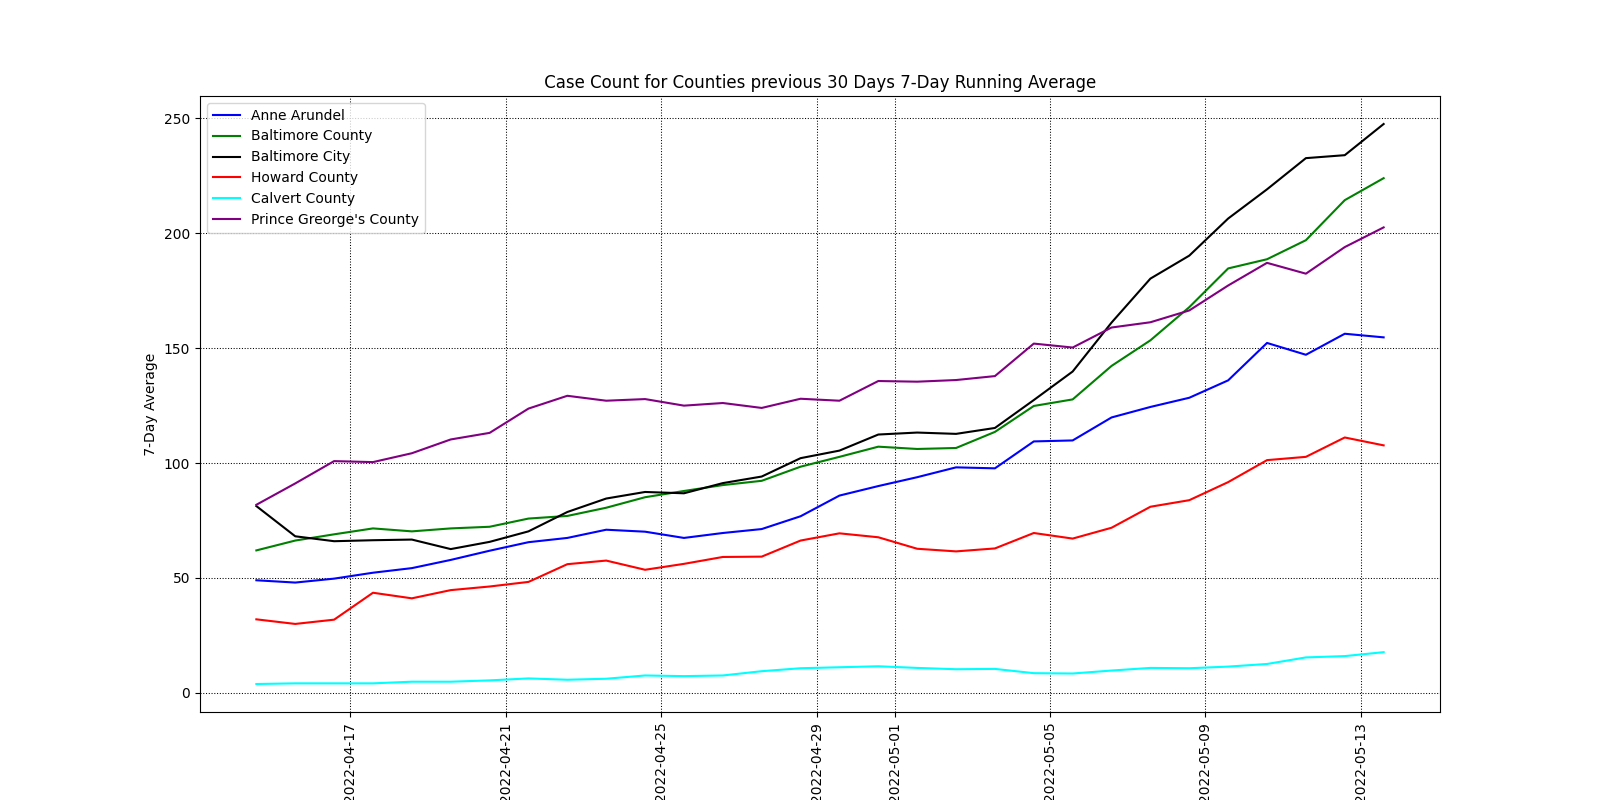 Case Count for Counties previous 30 Days 7-Day Running Average
Anne Arundel
Baltimore County
Baltimore City
Howard County
Calvert County
Prince Greorge's County
7-Day Average
250
200
150
100
50
0
2022-04-17
2022-04-21
2022-04-25
2022-04-29
2022-05-01
2022-05-05
2022-05-09
2022-05-13